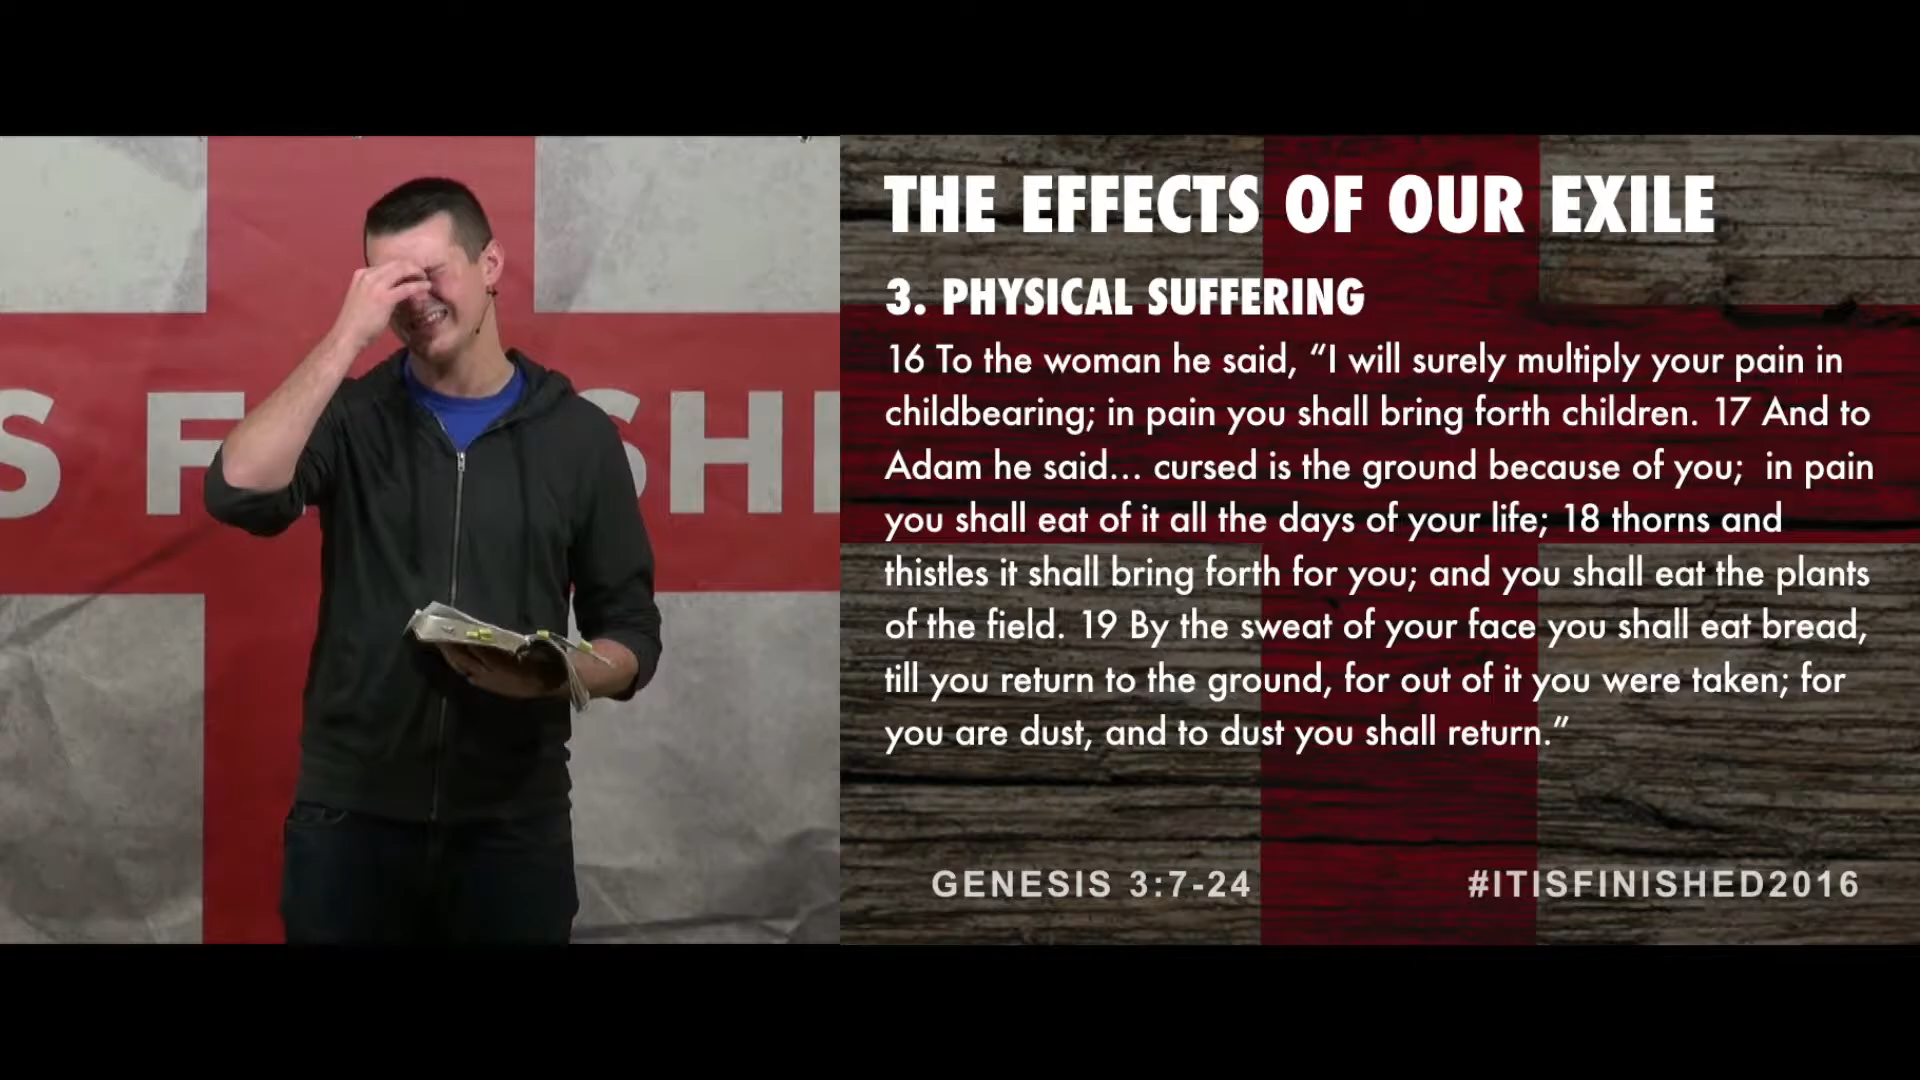 S F SHI
THE EFFECTS OF OUR EXILE
3. PHYSICAL SUFFERING
16 To the woman he said, “I will surely multiply your pain in
childbearing; in pain you shall bring forth children. 17 And to
Adam he said... cursed is the ground because of you;  in pain
you shall eat of it all the days of your life; 18 thorns and
thistles it shall bring forth for you; and you shall eat the plants
of the field. 19 By the sweat of your face you shall eat bread,
till you return to the ground, for out of it you were taken; for
you are dust, and to dust you shall return.”
GENESIS 3:7-24
#ITISFINISHED2016